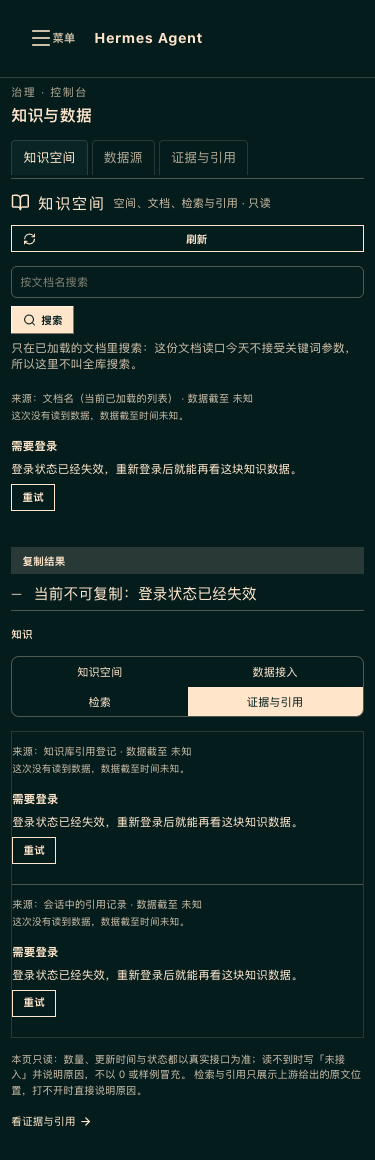 菜单 Hermes Agent
治理 · 控制台
知识与数据
知识空间 数据源 证据与引用
知识空间 空间、文档、检索与引用 · 只读
刷新
按文档名搜索
搜索
只在已加载的文档里搜索：这份文档读口今天不接受关键词参数，
所以这里不叫全库搜索。
来源：文档名（当前已加载的列表） · 数据截至 未知
这次没有读到数据，数据截至时间未知。
需要登录
登录状态已经失效，重新登录后就能再看这块知识数据。
重试
复制结果
— 当前不可复制：登录状态已经失效
知识
知识空间 数据接入
检索 证据与引用
来源：知识库引用登记 · 数据截至 未知
这次没有读到数据，数据截至时间未知。
需要登录
登录状态已经失效，重新登录后就能再看这块知识数据。
重试
来源：会话中的引用记录 · 数据截至 未知
这次没有读到数据，数据截至时间未知。
需要登录
登录状态已经失效，重新登录后就能再看这块知识数据。
重试
本页只读：数量、更新时间与状态都以真实接口为准；读不到时写「未接
入」并说明原因，不以 0 或样例冒充。 检索与引用只展示上游给出的原文位
置，打不开时直接说明原因。
看证据与引用 →